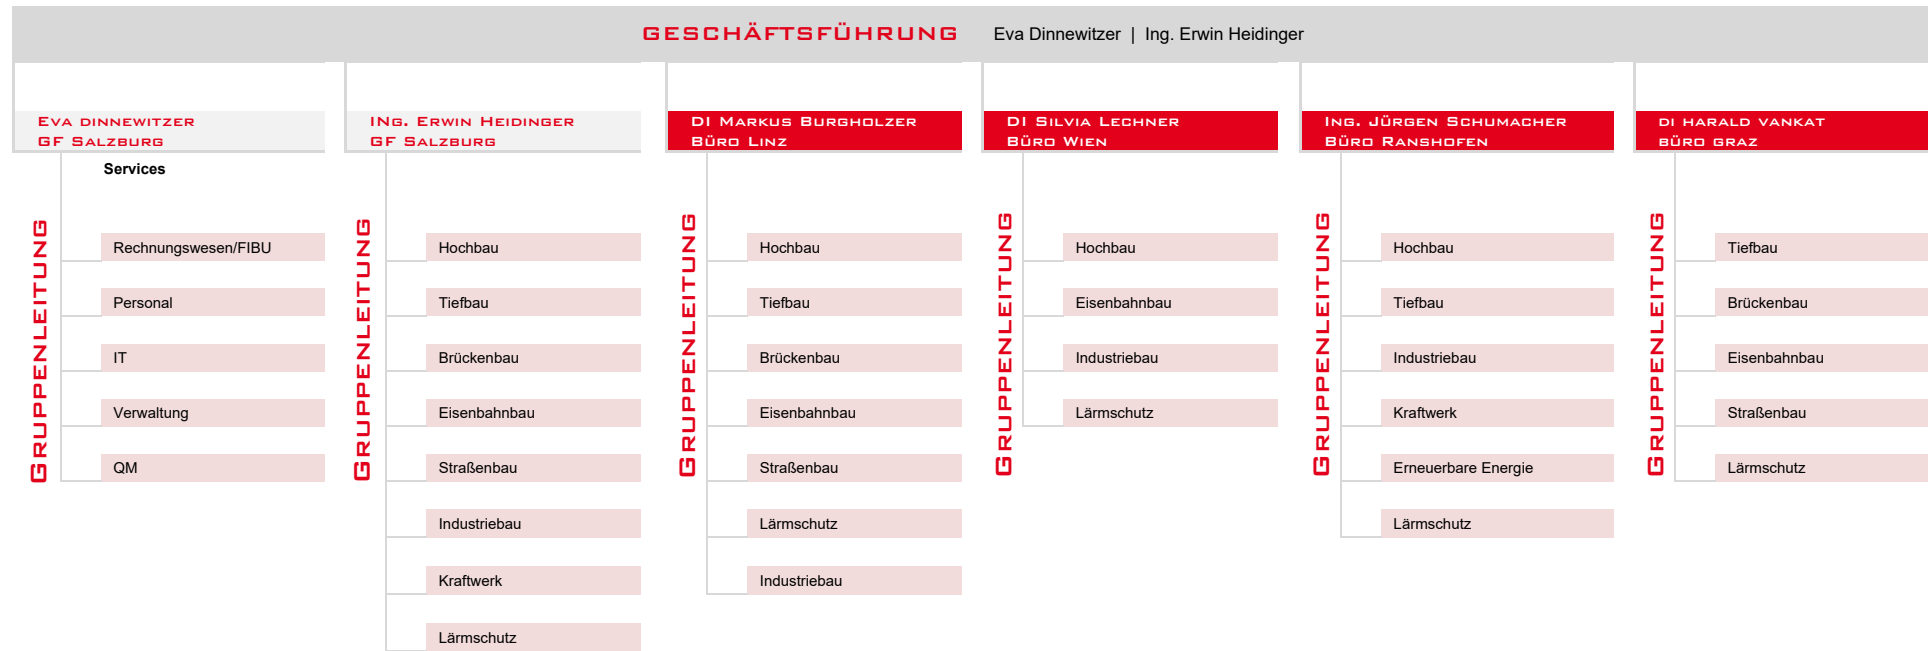 GESCHÄFTSFÜHRUNG Eva Dinnewitzer | Ing. Erwin Heidinger
Eva dinnewitzer
GF Salzburg
Services
Gruppenleitung
Rechnungswesen/FIBU
Personal
IT
Verwaltung
QM
INg. Erwin Heidinger
GF Salzburg
Gruppenleitung
Hochbau
Tiefbau
Brückenbau
Eisenbahnbau
Straßenbau
Industriebau
Kraftwerk
Lärmschutz
DI Markus Burgholzer
Büro Linz
Gruppenleitung
Hochbau
Tiefbau
Brückenbau
Eisenbahnbau
Straßenbau
Lärmschutz
Industriebau
DI Silvia Lechner
Büro Wien
Gruppenleitung
Hochbau
Eisenbahnbau
Industriebau
Lärmschutz
Ing. Jürgen Schumacher
Büro Ranshofen
Gruppenleitung
Hochbau
Tiefbau
Industriebau
Kraftwerk
Erneuerbare Energie
Lärmschutz
di harald vankat
büro graz
Gruppenleitung
Tiefbau
Brückenbau
Eisenbahnbau
Straßenbau
Lärmschutz